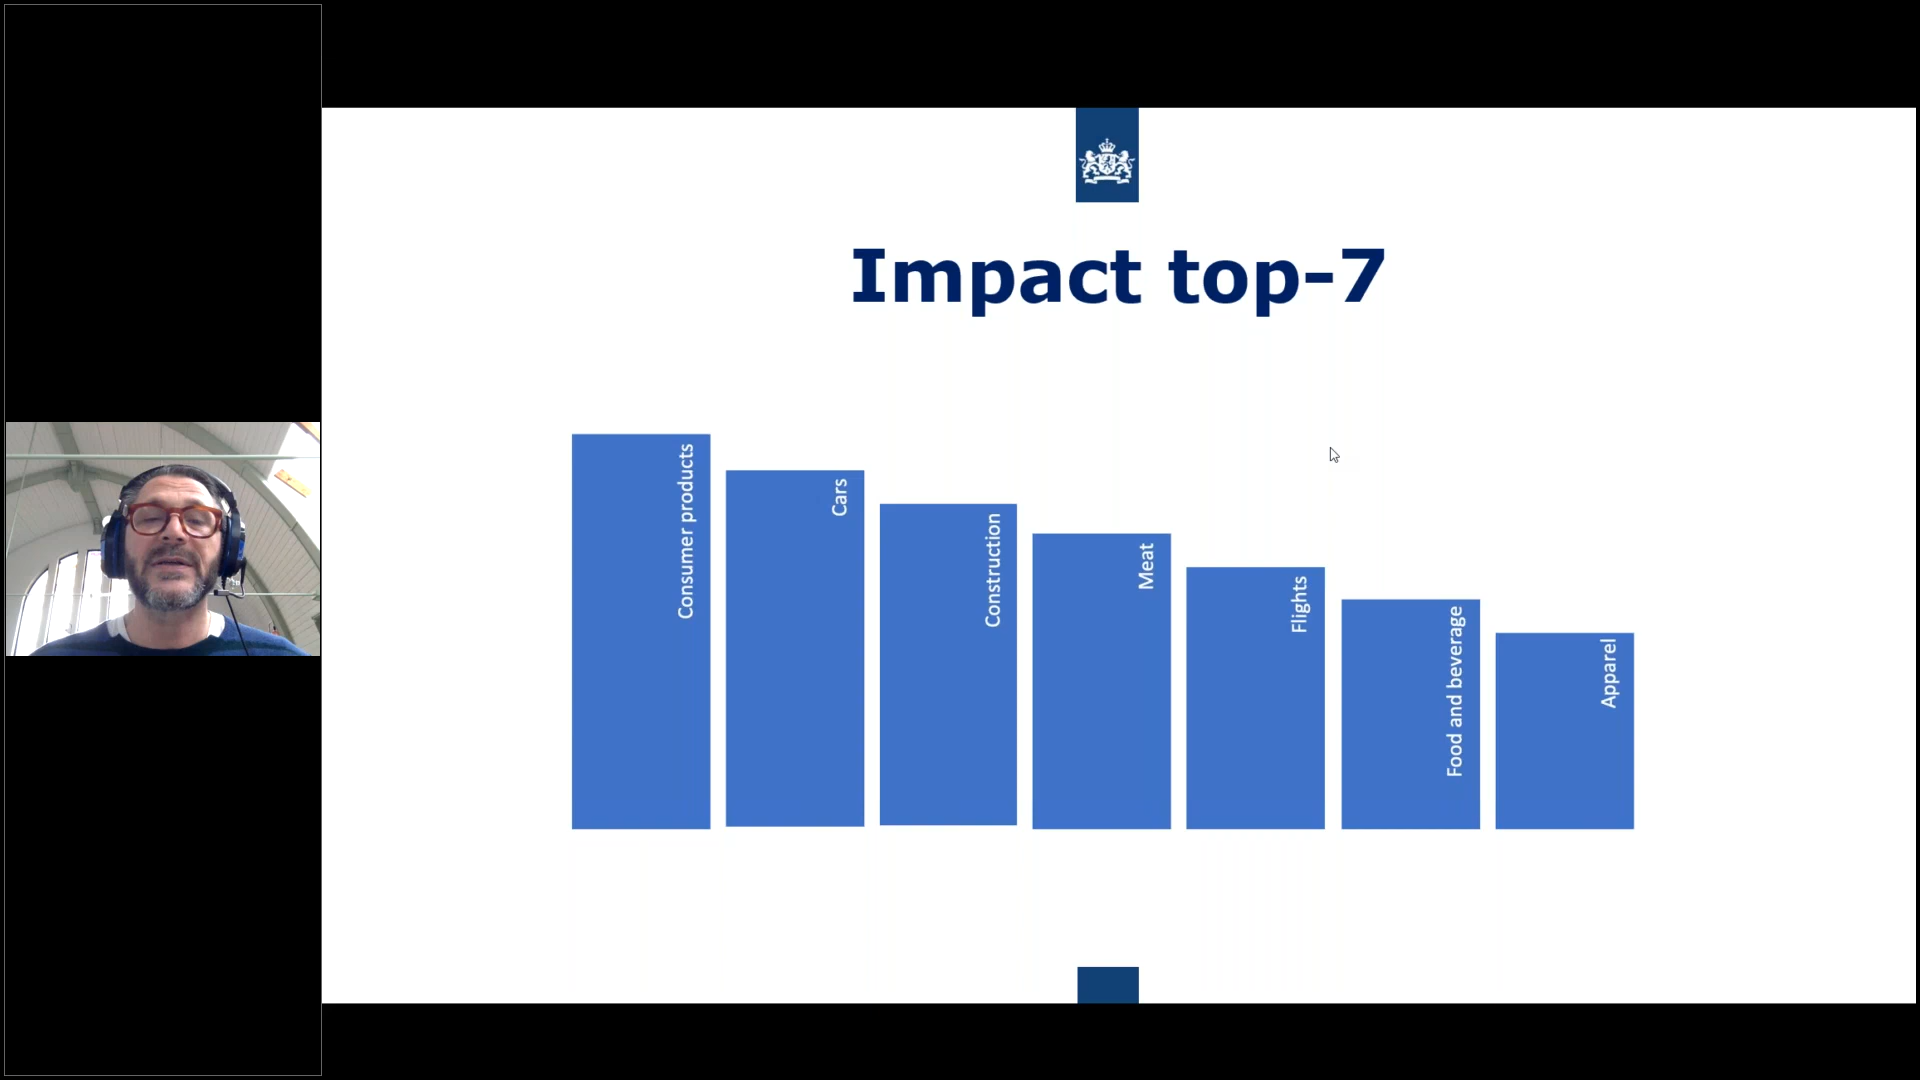 Impact top-7
Consumer products
Cars
Construction
Meat
Flights
Food and beverage
Apparel